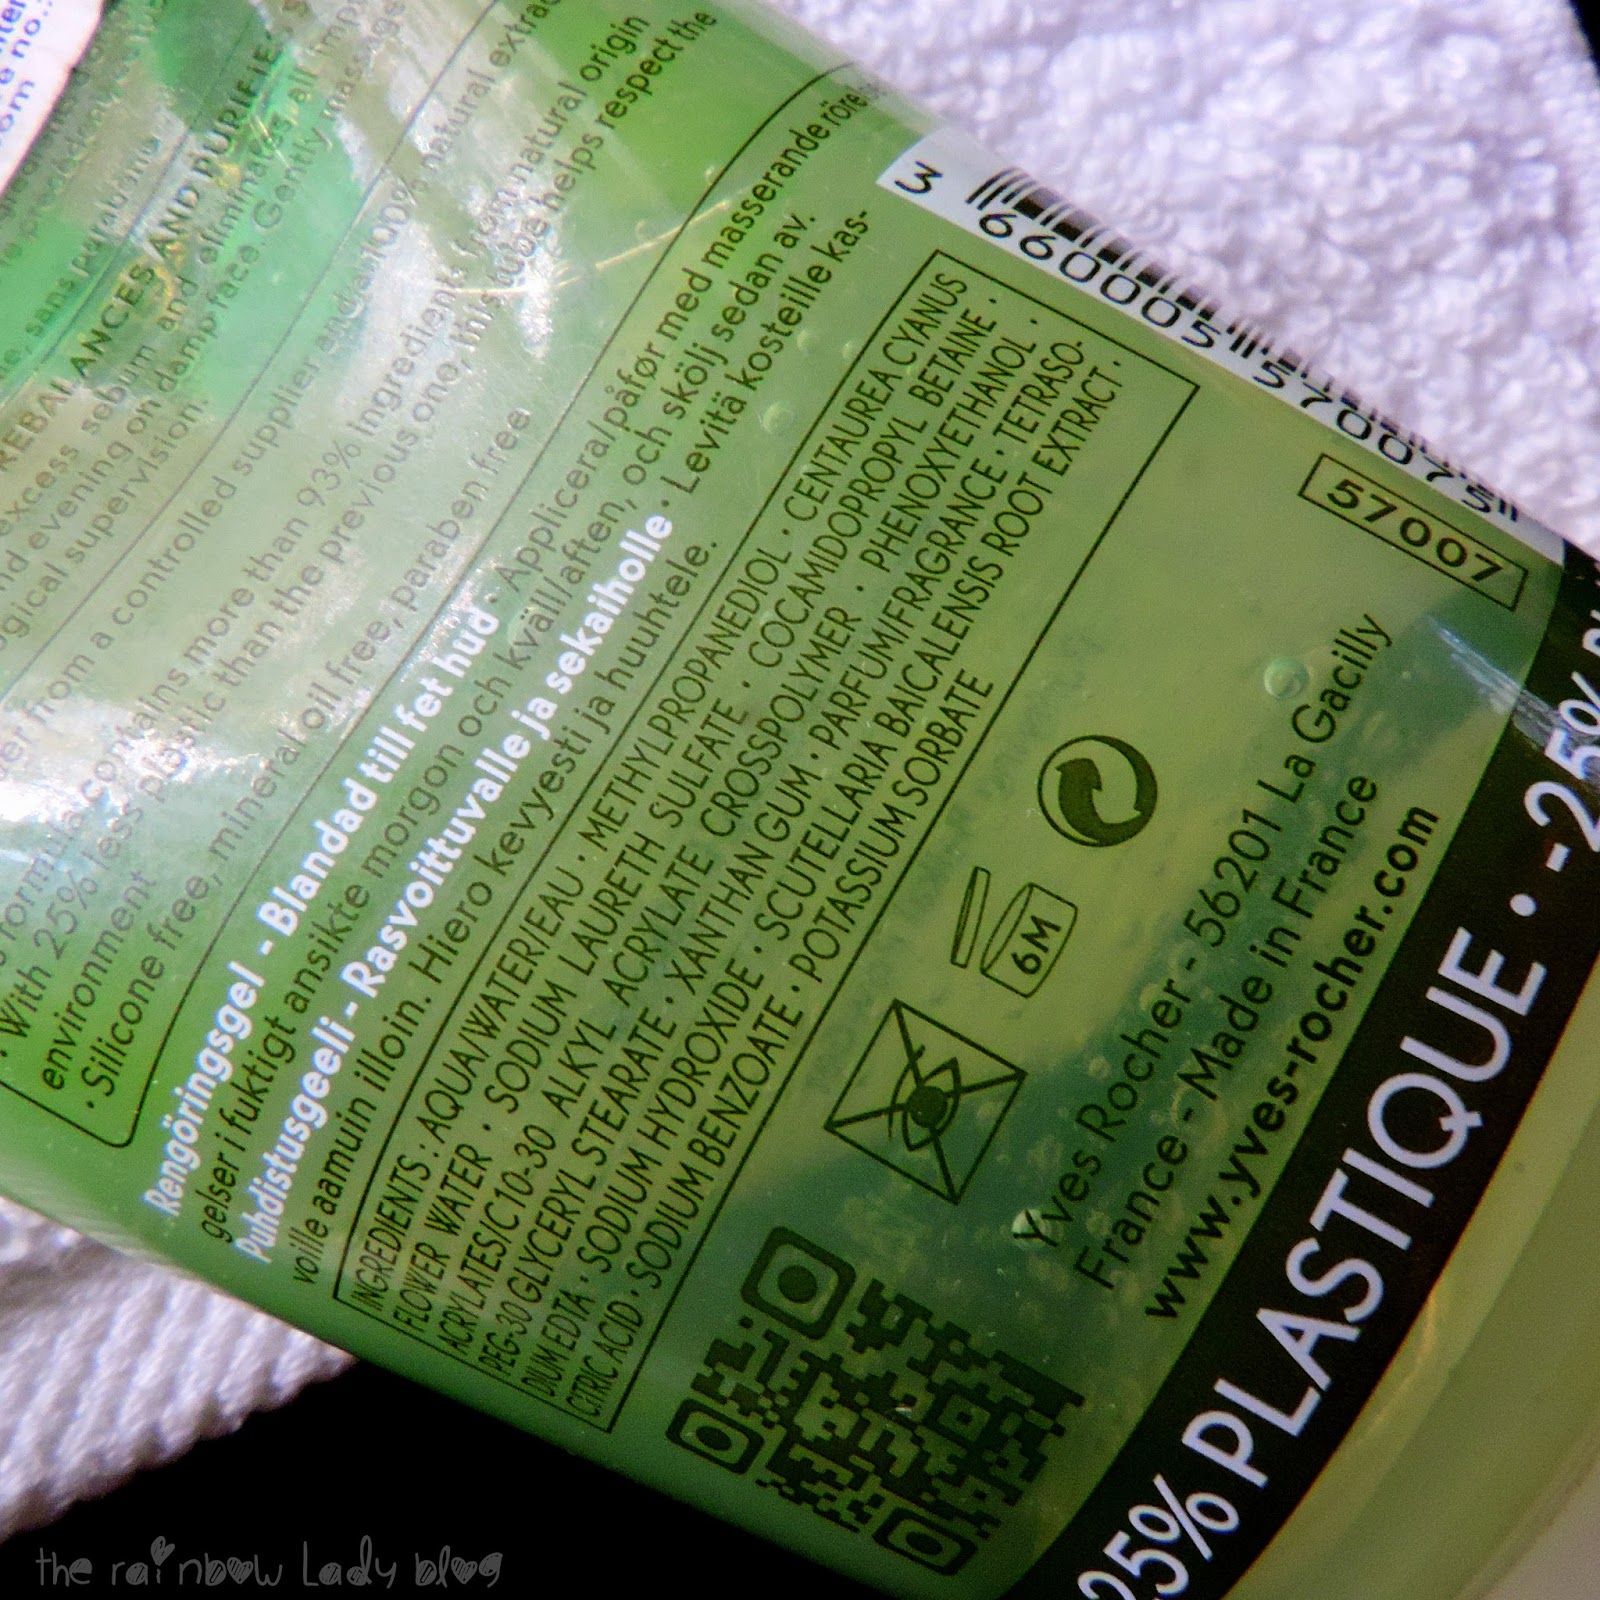 sans parabène
REBALANCES AND PURIFIES
excess sebum and eliminates all
and evening on damp face. Gently massage
supervision.
from a controlled supplier and 100% natural
formula contains more than 93% ingredients from natural origin
· With 25% less plastic than the previous one, this tube helps respect the
environment
· Silicone free, mineral oil free, paraben free
Rengöringsgel - Blandad till fet hud · Applicera/påfør med masserande
gelser i fuktigt ansikte morgon och kväll/aften, och skölj sedan av.
Puhdistusgeeli - Rasvoittuvalle ja sekaiholle · Levitä kosteille kas-
voille aamuin illoin. Hiero kevyesti ja huuhtele.
INGREDIENTS : AQUA/WATER/EAU · METHYLPROPANEDIOL · CENTAUREA CYANUS
FLOWER WATER · SODIUM LAURETH SULFATE · COCAMIDOPROPYL BETAINE ·
ACRYLATES/C10-30 ALKYL ACRYLATE CROSSPOLYMER · PHENOXYETHANOL ·
PEG-30 GLYCERYL STEARATE · XANTHAN GUM · PARFUM/FRAGRANCE · TETRASO-
DIUM EDTA · SODIUM HYDROXIDE · SCUTELLARIA BAICALENSIS ROOT EXTRACT ·
CITRIC ACID · SODIUM BENZOATE · POTASSIUM SORBATE
3 660005 570075
57007
6M
Yves Rocher - 56201 La Gacilly
France - Made in France
www.yves-rocher.com
25% PLASTIQUE · -25%
the rainbow Lady blog